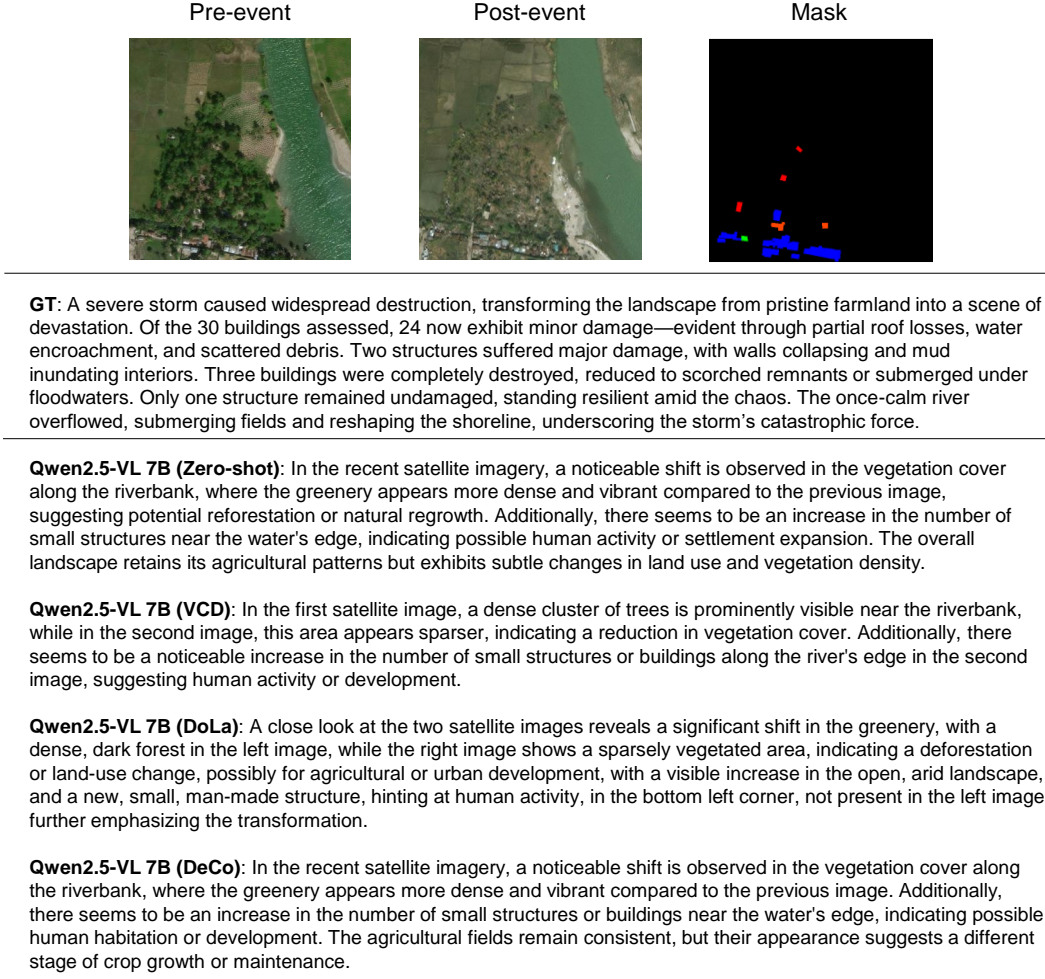 Pre-event Post-event Mask
GT: A severe storm caused widespread destruction, transforming the landscape from pristine farmland into a scene of
devastation. Of the 30 buildings assessed, 24 now exhibit minor damage—evident through partial roof losses, water
encroachment, and scattered debris. Two structures suffered major damage, with walls collapsing and mud
inundating interiors. Three buildings were completely destroyed, reduced to scorched remnants or submerged under
floodwaters. Only one structure remained undamaged, standing resilient amid the chaos. The once-calm river
overflowed, submerging fields and reshaping the shoreline, underscoring the storm’s catastrophic force.
Qwen2.5-VL 7B (Zero-shot): In the recent satellite imagery, a noticeable shift is observed in the vegetation cover
along the riverbank, where the greenery appears more dense and vibrant compared to the previous image,
suggesting potential reforestation or natural regrowth. Additionally, there seems to be an increase in the number of
small structures near the water's edge, indicating possible human activity or settlement expansion. The overall
landscape retains its agricultural patterns but exhibits subtle changes in land use and vegetation density.
Qwen2.5-VL 7B (VCD): In the first satellite image, a dense cluster of trees is prominently visible near the riverbank,
while in the second image, this area appears sparser, indicating a reduction in vegetation cover. Additionally, there
seems to be a noticeable increase in the number of small structures or buildings along the river's edge in the second
image, suggesting human activity or development.
Qwen2.5-VL 7B (DoLa): A close look at the two satellite images reveals a significant shift in the greenery, with a
dense, dark forest in the left image, while the right image shows a sparsely vegetated area, indicating a deforestation
or land-use change, possibly for agricultural or urban development, with a visible increase in the open, arid landscape,
and a new, small, man-made structure, hinting at human activity, in the bottom left corner, not present in the left image
further emphasizing the transformation.
Qwen2.5-VL 7B (DeCo): In the recent satellite imagery, a noticeable shift is observed in the vegetation cover along
the riverbank, where the greenery appears more dense and vibrant compared to the previous image. Additionally,
there seems to be an increase in the number of small structures or buildings near the water's edge, indicating possible
human habitation or development. The agricultural fields remain consistent, but their appearance suggests a different
stage of crop growth or maintenance.